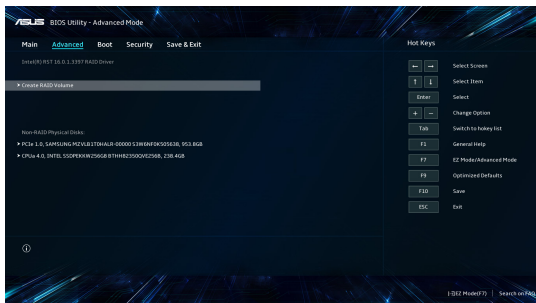 ASUS BIOS Utility - Advanced Mode
Main Advanced Boot Security Save & Exit
Hot Keys
Intel(R) RST 16.0.1.3397 RAID Driver
Create RAID Volume
Non-RAID Physical Disks:
PCIe 1.0, SAMSUNG MZVLB1T0HALR-00000 S3W6NF0K505638, 953.8GB
CPUa 4.0, INTEL SSDPEKKW256G8 BTHH82350QVE256B, 238.4GB
← → Select Screen
↑ ↓ Select Item
Enter Select
+ − Change Option
Tab Switch to hokey list
F1 General Help
F7 EZ Mode/Advanced Mode
F9 Optimized Defaults
F10 Save
ESC Exit
EZ Mode(F7) | Search on FAQ